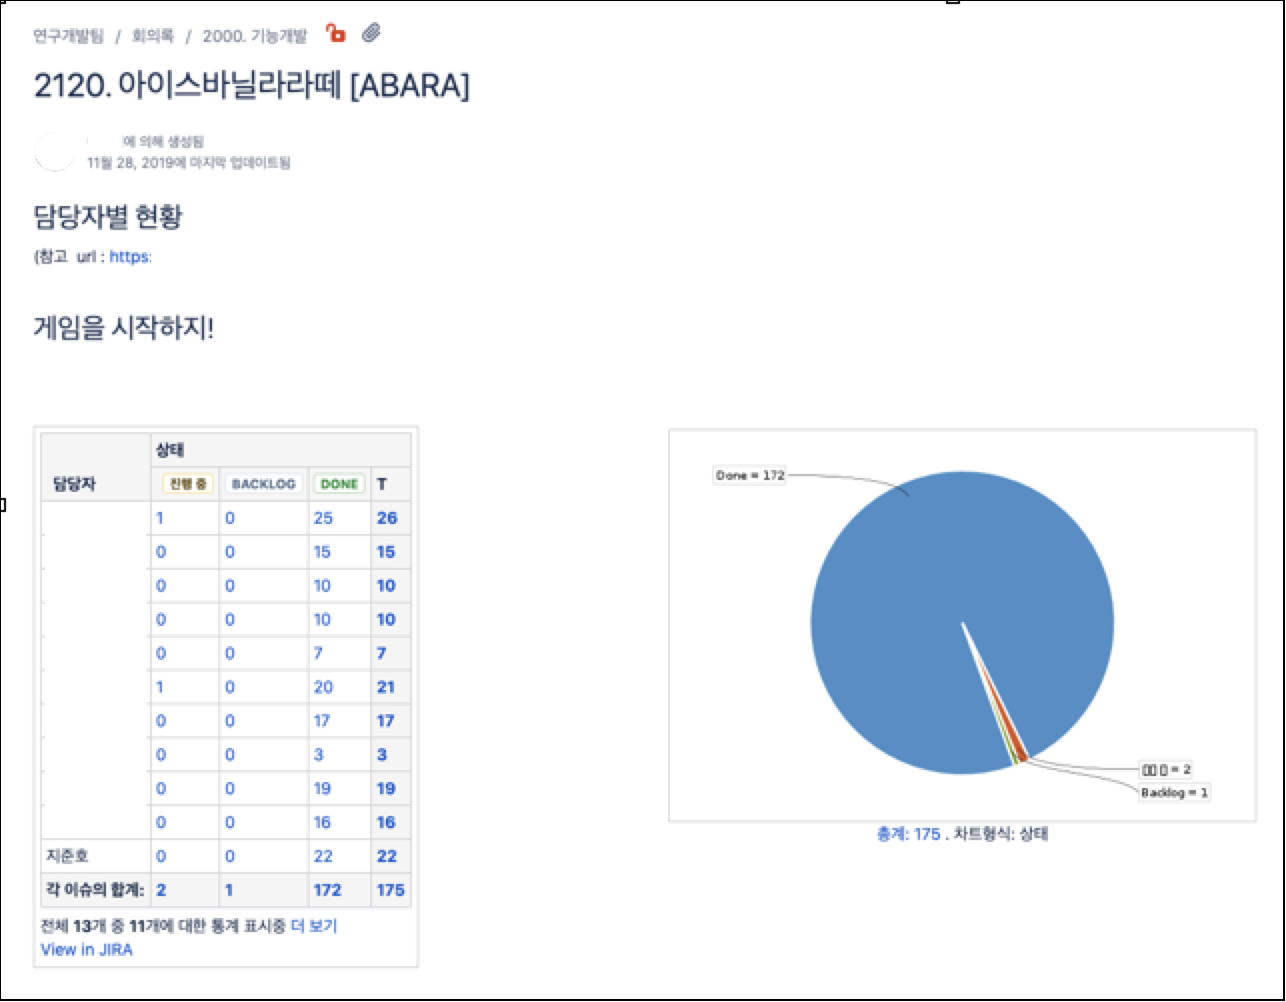 연구개발팀 / 회의록 / 2000. 기능개발
2120. 아이스바닐라라떼 [ABARA]
에 의해 생성됨
11월 28, 2019에 마지막 업데이트됨
담당자별 현황
(참고 url : https:
게임을 시작하지!
담당자 상태
진행 중 BACKLOG DONE T
1 0 25 26
0 0 15 15
0 0 10 10
0 0 10 10
0 0 7 7
1 0 20 21
0 0 17 17
0 0 3 3
0 0 19 19
0 0 16 16
지준호 0 0 22 22
각 이슈의 합계: 2 1 172 175
전체 13개 중 11개에 대한 통계 표시중 더 보기
View in JIRA
Done = 172
▯▯ ▯ = 2
Backlog = 1
총계: 175 . 차트형식: 상태